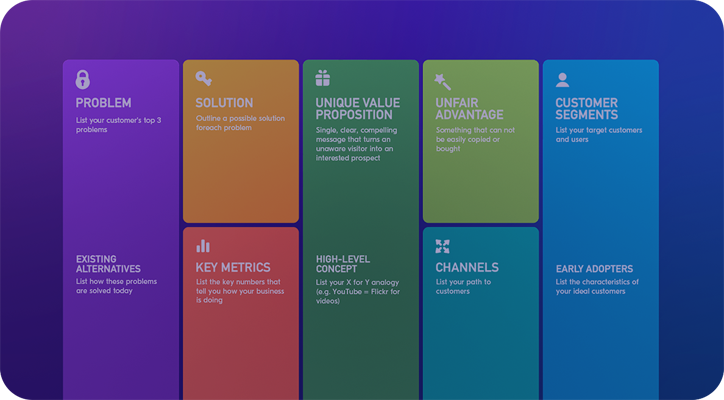 PROBLEM
List your customer's top 3
problems
EXISTING
ALTERNATIVES
List how these problems
are solved today
SOLUTION
Outline a possible solution
foreach problem
KEY METRICS
List the key numbers that
tell you how your business
is doing
UNIQUE VALUE
PROPOSITION
Single, clear, compelling
message that turns an
unaware visitor into an
interested prospect
HIGH-LEVEL
CONCEPT
List your X for Y analogy
(e.g. YouTube = Flickr for
videos)
UNFAIR
ADVANTAGE
Something that can not
be easily copied or
bought
CHANNELS
List your path to
customers
CUSTOMER
SEGMENTS
List your target customers
and users
EARLY ADOPTERS
List the characteristics of
your ideal customers